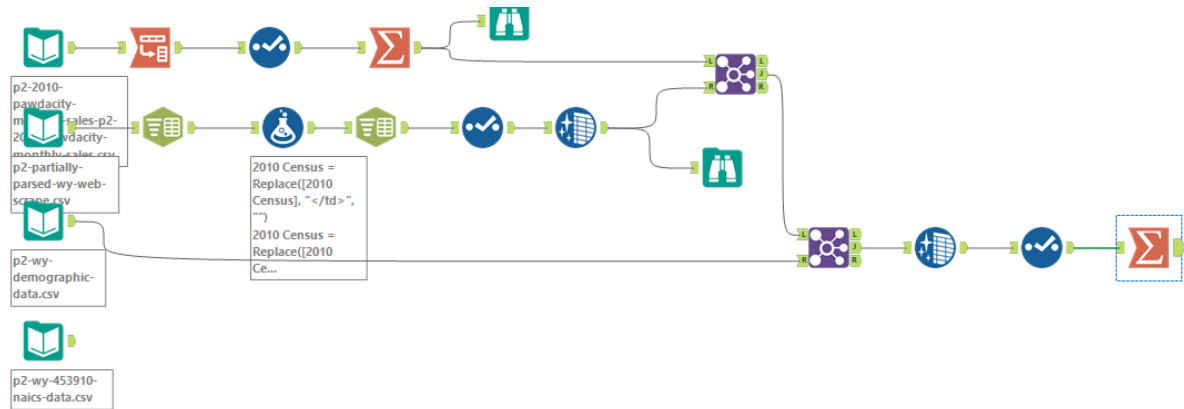 p2-2010-
pawdacity-
sales-p2-
wdacity-
monthly-sales.csv
L
L
J
R
R
p2-partially-
parsed-wy-web-
scrape.csv
2010 Census =
Replace([2010
Census], "</td>",
"")
2010 Census =
Replace([2010
Ce...
L
L
J
R
R
p2-wy-
demographic-
data.csv
p2-wy-453910-
naics-data.csv